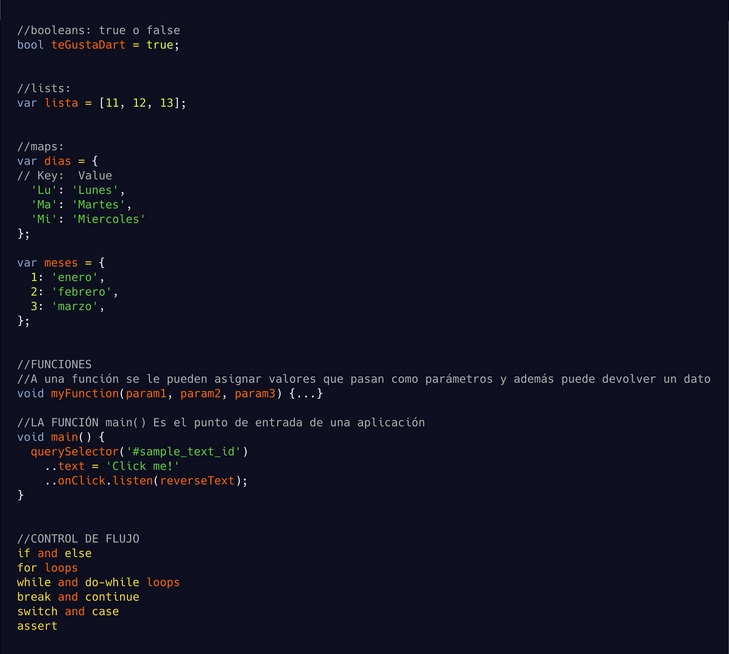 //booleans: true o false
bool teGustaDart = true;
//lists:
var lista = [11, 12, 13];
//maps:
var dias = {
// Key:  Value
  'Lu': 'Lunes',
  'Ma': 'Martes',
  'Mi': 'Miercoles'
};
var meses = {
  1: 'enero',
  2: 'febrero',
  3: 'marzo',
};
//FUNCIONES
//A una función se le pueden asignar valores que pasan como parámetros y además puede devolver un dato
void myFunction(param1, param2, param3) {...}
//LA FUNCIÓN main() Es el punto de entrada de una aplicación
void main() {
  querySelector('#sample_text_id')
    ..text = 'Click me!'
    ..onClick.listen(reverseText);
}
//CONTROL DE FLUJO
if and else
for loops
while and do-while loops
break and continue
switch and case
assert